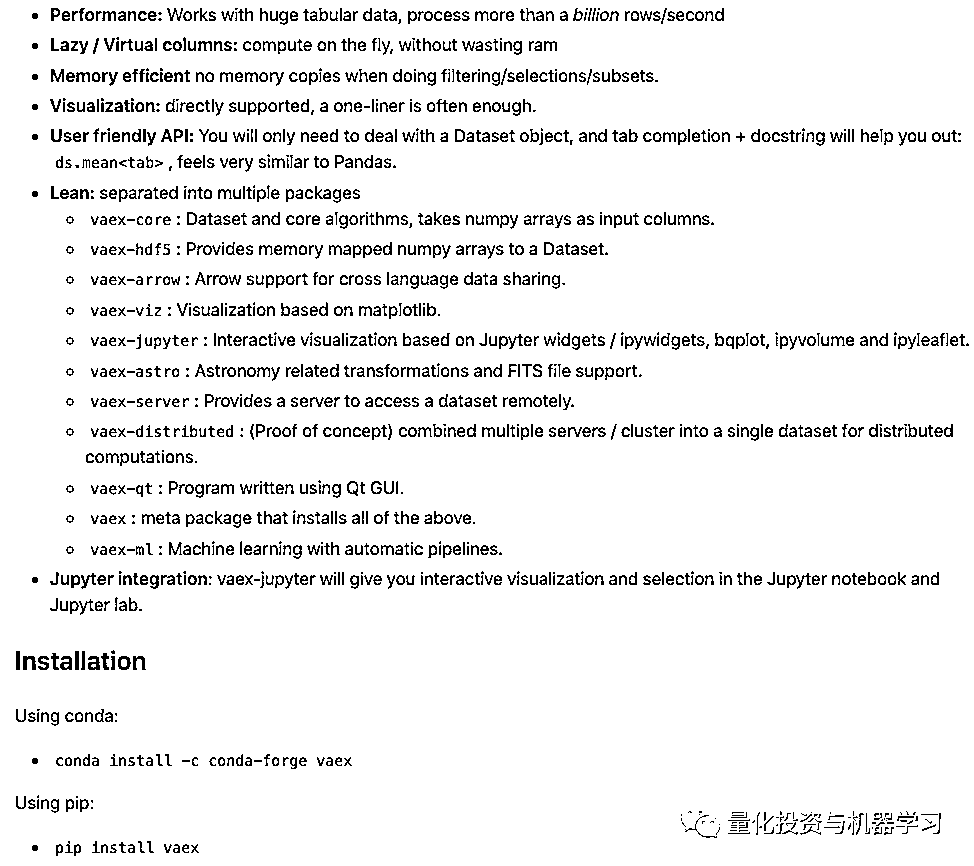 • Performance: Works with huge tabular data, process more than a billion rows/second
• Lazy / Virtual columns: compute on the fly, without wasting ram
• Memory efficient no memory copies when doing filtering/selections/subsets.
• Visualization: directly supported, a one-liner is often enough.
• User friendly API: You will only need to deal with a Dataset object, and tab completion + docstring will help you out:
ds.mean<tab>, feels very similar to Pandas.
• Lean: separated into multiple packages
○ vaex-core : Dataset and core algorithms, takes numpy arrays as input columns.
○ vaex-hdf5 : Provides memory mapped numpy arrays to a Dataset.
○ vaex-arrow : Arrow support for cross language data sharing.
○ vaex-viz : Visualization based on matplotlib.
○ vaex-jupyter : Interactive visualization based on Jupyter widgets / ipywidgets, bqplot, ipyvolume and ipyleaflet.
○ vaex-astro : Astronomy related transformations and FITS file support.
○ vaex-server : Provides a server to access a dataset remotely.
○ vaex-distributed : (Proof of concept) combined multiple servers / cluster into a single dataset for distributed
computations.
○ vaex-qt : Program written using Qt GUI.
○ vaex : meta package that installs all of the above.
○ vaex-ml : Machine learning with automatic pipelines.
• Jupyter integration: vaex-jupyter will give you interactive visualization and selection in the Jupyter notebook and
Jupyter lab.
Installation
Using conda:
• conda install -c conda-forge vaex
Using pip:
• pip install vaex
量化投资与机器学习